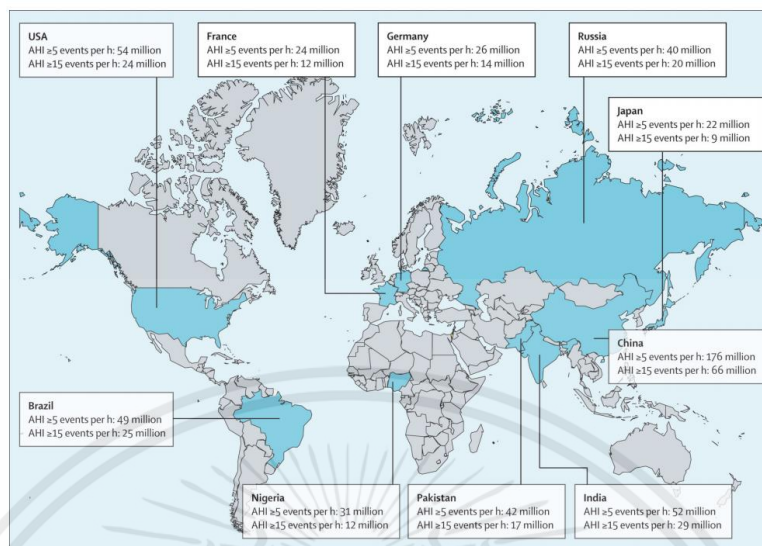 USA
AHI ≥5 events per h: 54 million
AHI ≥15 events per h: 24 million
France
AHI ≥5 events per h: 24 million
AHI ≥15 events per h: 12 million
Germany
AHI ≥5 events per h: 26 million
AHI ≥15 events per h: 14 million
Russia
AHI ≥5 events per h: 40 million
AHI ≥15 events per h: 20 million
Japan
AHI ≥5 events per h: 22 million
AHI ≥15 events per h: 9 million
China
AHI ≥5 events per h: 176 million
AHI ≥15 events per h: 66 million
Brazil
AHI ≥5 events per h: 49 million
AHI ≥15 events per h: 25 million
Nigeria
AHI ≥5 events per h: 31 million
AHI ≥15 events per h: 12 million
Pakistan
AHI ≥5 events per h: 42 million
AHI ≥15 events per h: 17 million
India
AHI ≥5 events per h: 52 million
AHI ≥15 events per h: 29 million